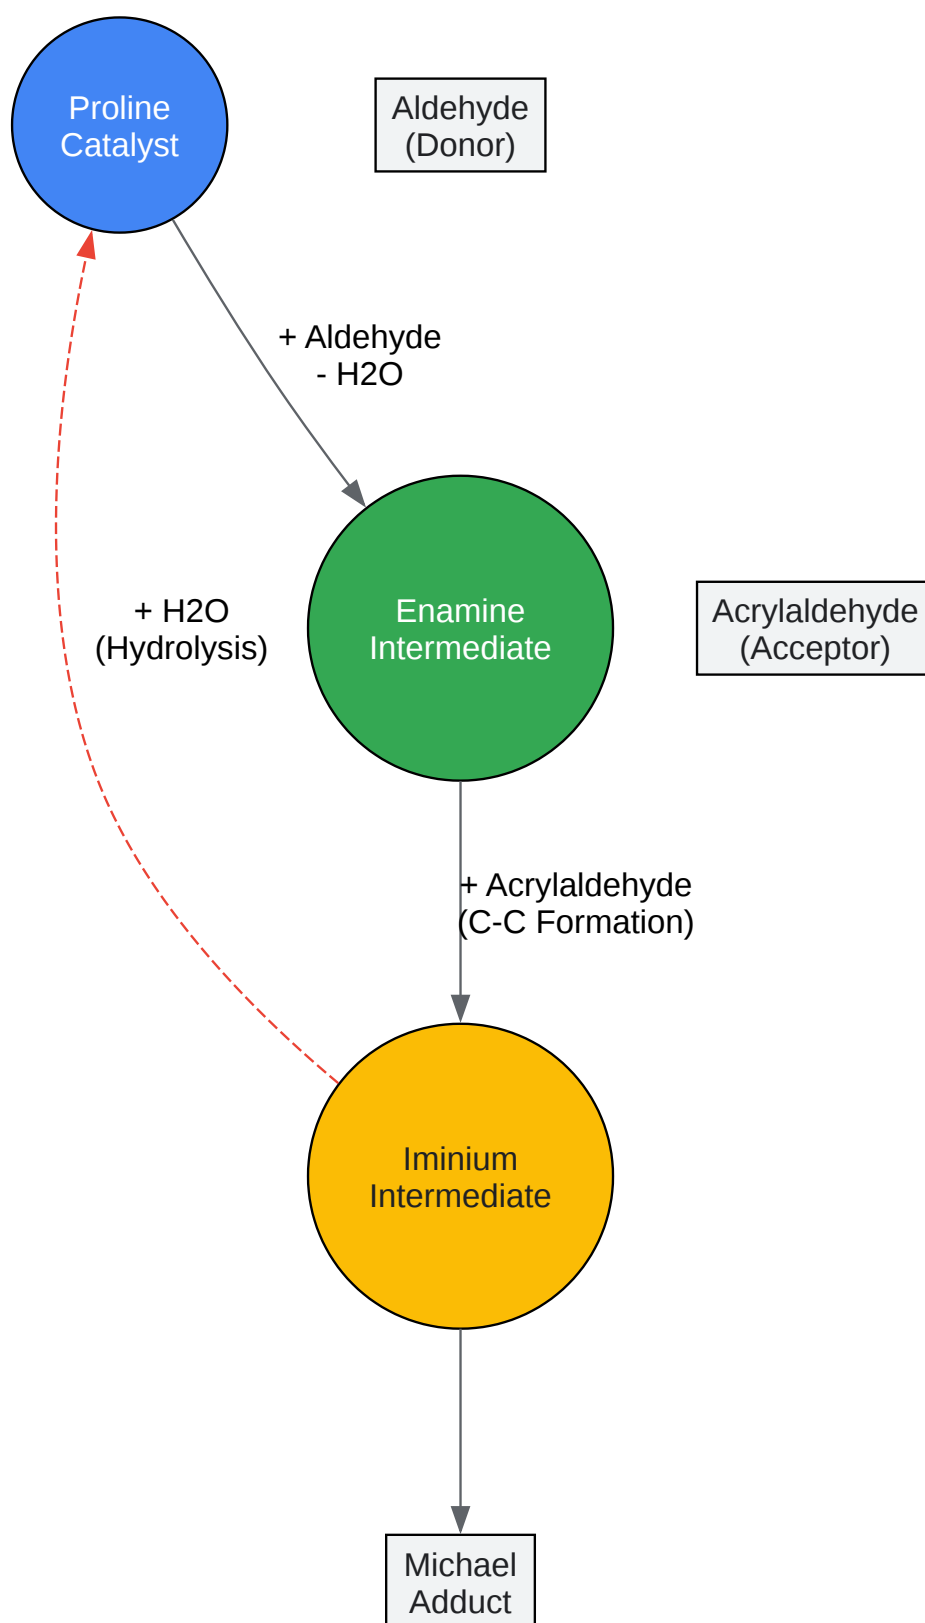 Proline
Catalyst
Aldehyde
(Donor)
+ Aldehyde
- H2O
Enamine
Intermediate
Acrylaldehyde
(Acceptor)
+ H2O
(Hydrolysis)
+ Acrylaldehyde
(C-C Formation)
Iminium
Intermediate
Michael
Adduct